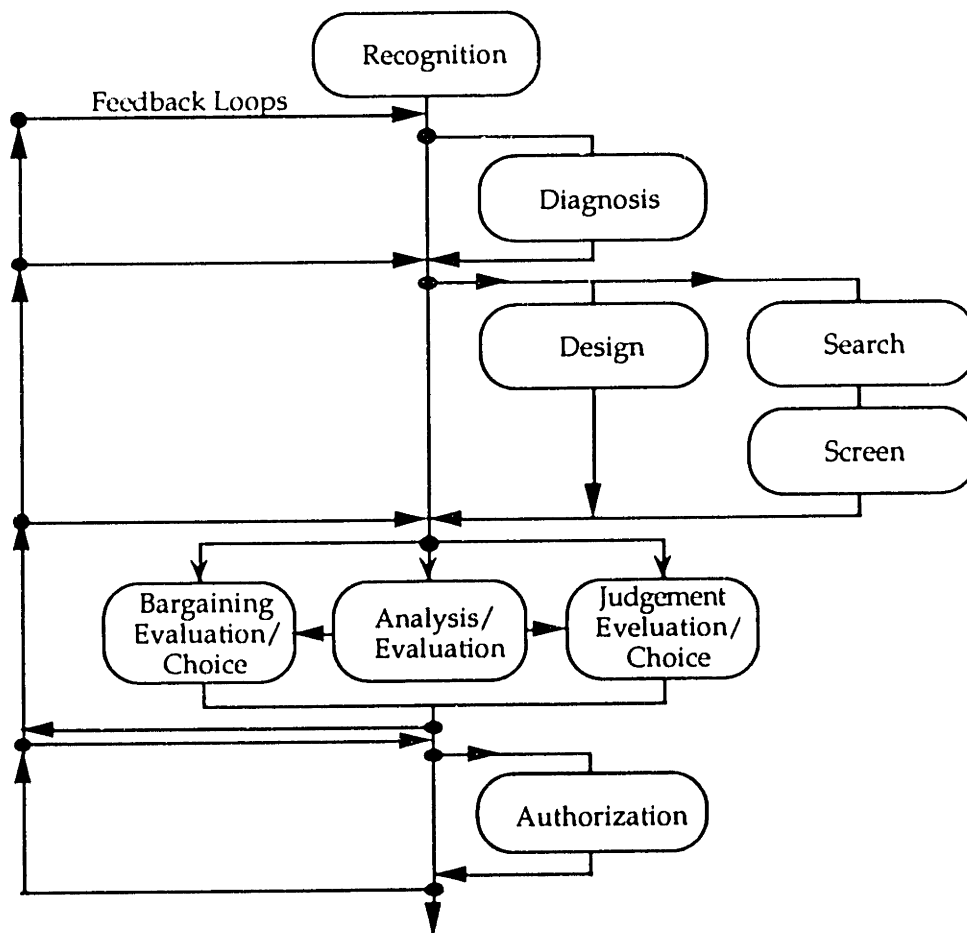 Recognition
Feedback Loops
Diagnosis
Design
Search
Screen
Bargaining
Evaluation/
Choice
Analysis/
Evaluation
Judgement
Eveluation/
Choice
Authorization